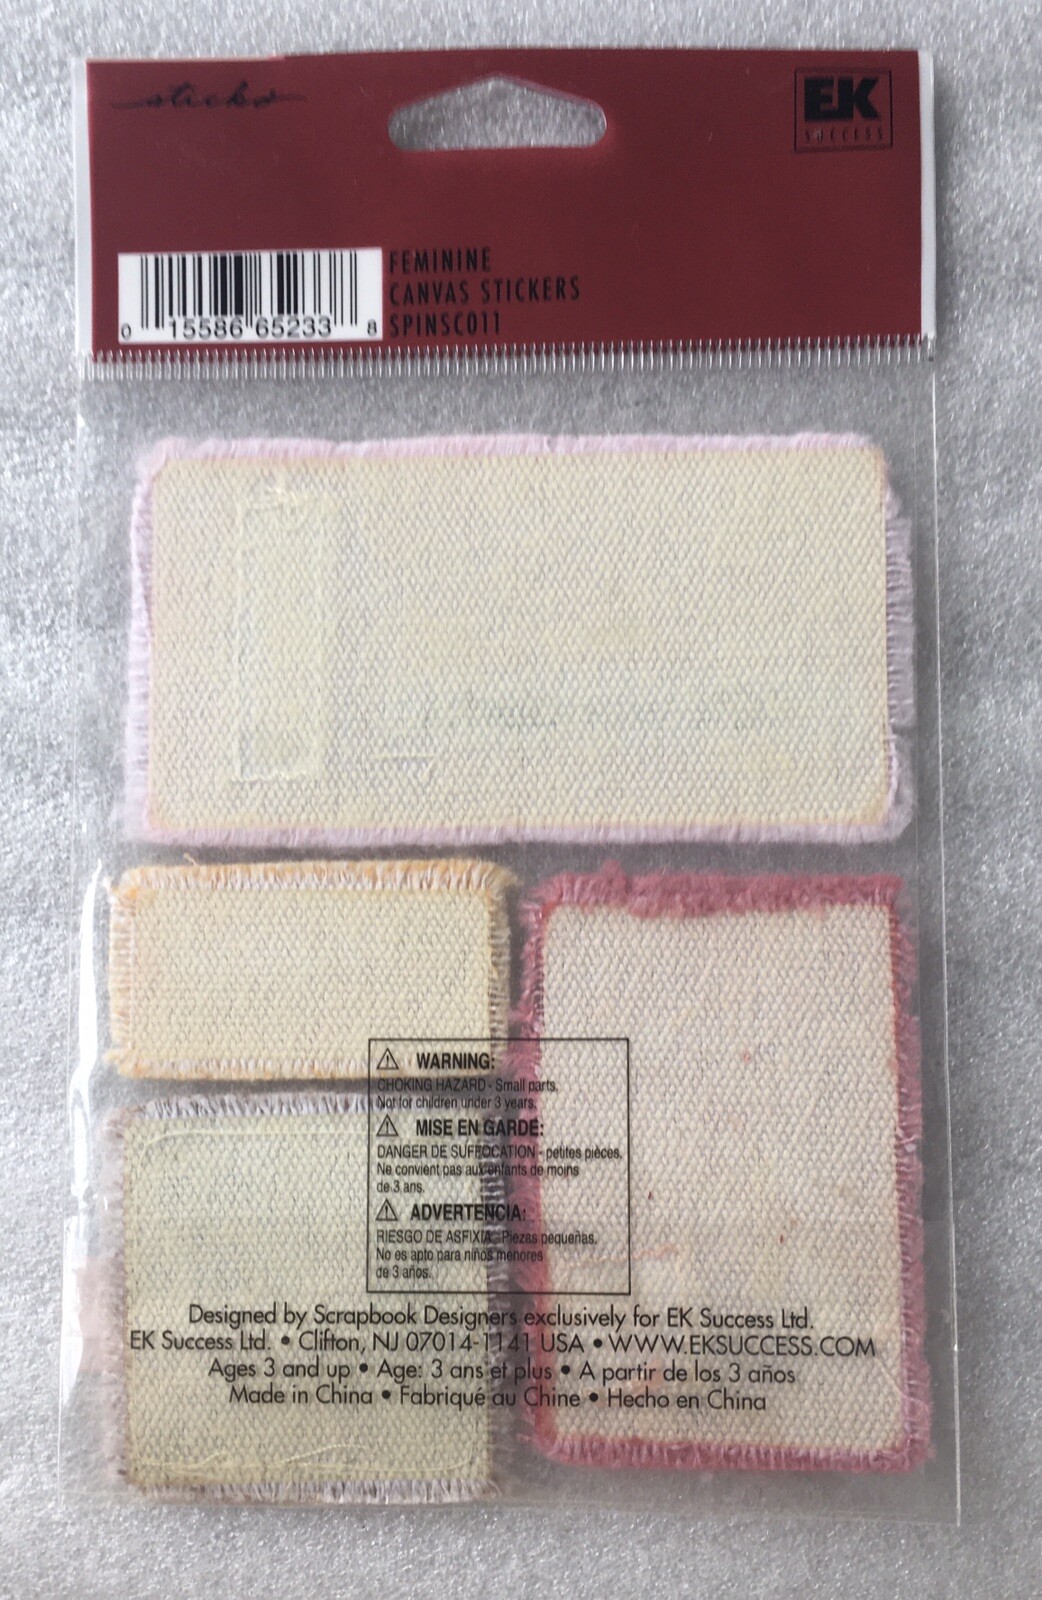 sticko
EK
SUCCESS
FEMININE
CANVAS STICKERS
SPINSC011
0 15586 65233 8
WARNING:
CHOKING HAZARD - Small parts.
Not for children under 3 years.
MISE EN GARDE:
DANGER DE SUFFOCATION - petites pièces.
Ne convient pas aux enfants de moins
de 3 ans.
ADVERTENCIA:
RIESGO DE ASFIXIA. Piezas pequeñas.
No es apto para niños menores
de 3 años.
Designed by Scrapbook Designers exclusively for EK Success Ltd.
EK Success Ltd. • Clifton, NJ 07014-1141 USA • WWW.EKSUCCESS.COM
Ages 3 and up • Age: 3 ans et plus • A partir de los 3 años
Made in China • Fabriqué au Chine • Hecho en China